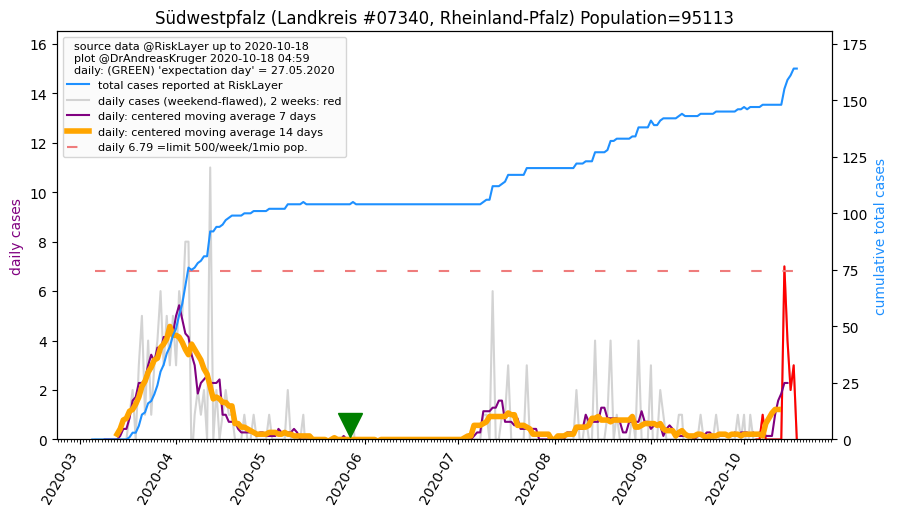 Südwestpfalz (Landkreis #07340, Rheinland-Pfalz) Population=95113
source data @RiskLayer up to 2020-10-18
plot @DrAndreasKruger 2020-10-18 04:59
daily: (GREEN) 'expectation day' = 27.05.2020
total cases reported at RiskLayer
daily cases (weekend-flawed), 2 weeks: red
daily: centered moving average 7 days
daily: centered moving average 14 days
daily 6.79 =limit 500/week/1mio pop.
daily cases
16
14
12
10
8
6
4
2
0
cumulative total cases
175
150
125
100
75
50
25
0
2020-03
2020-04
2020-05
2020-06
2020-07
2020-08
2020-09
2020-10